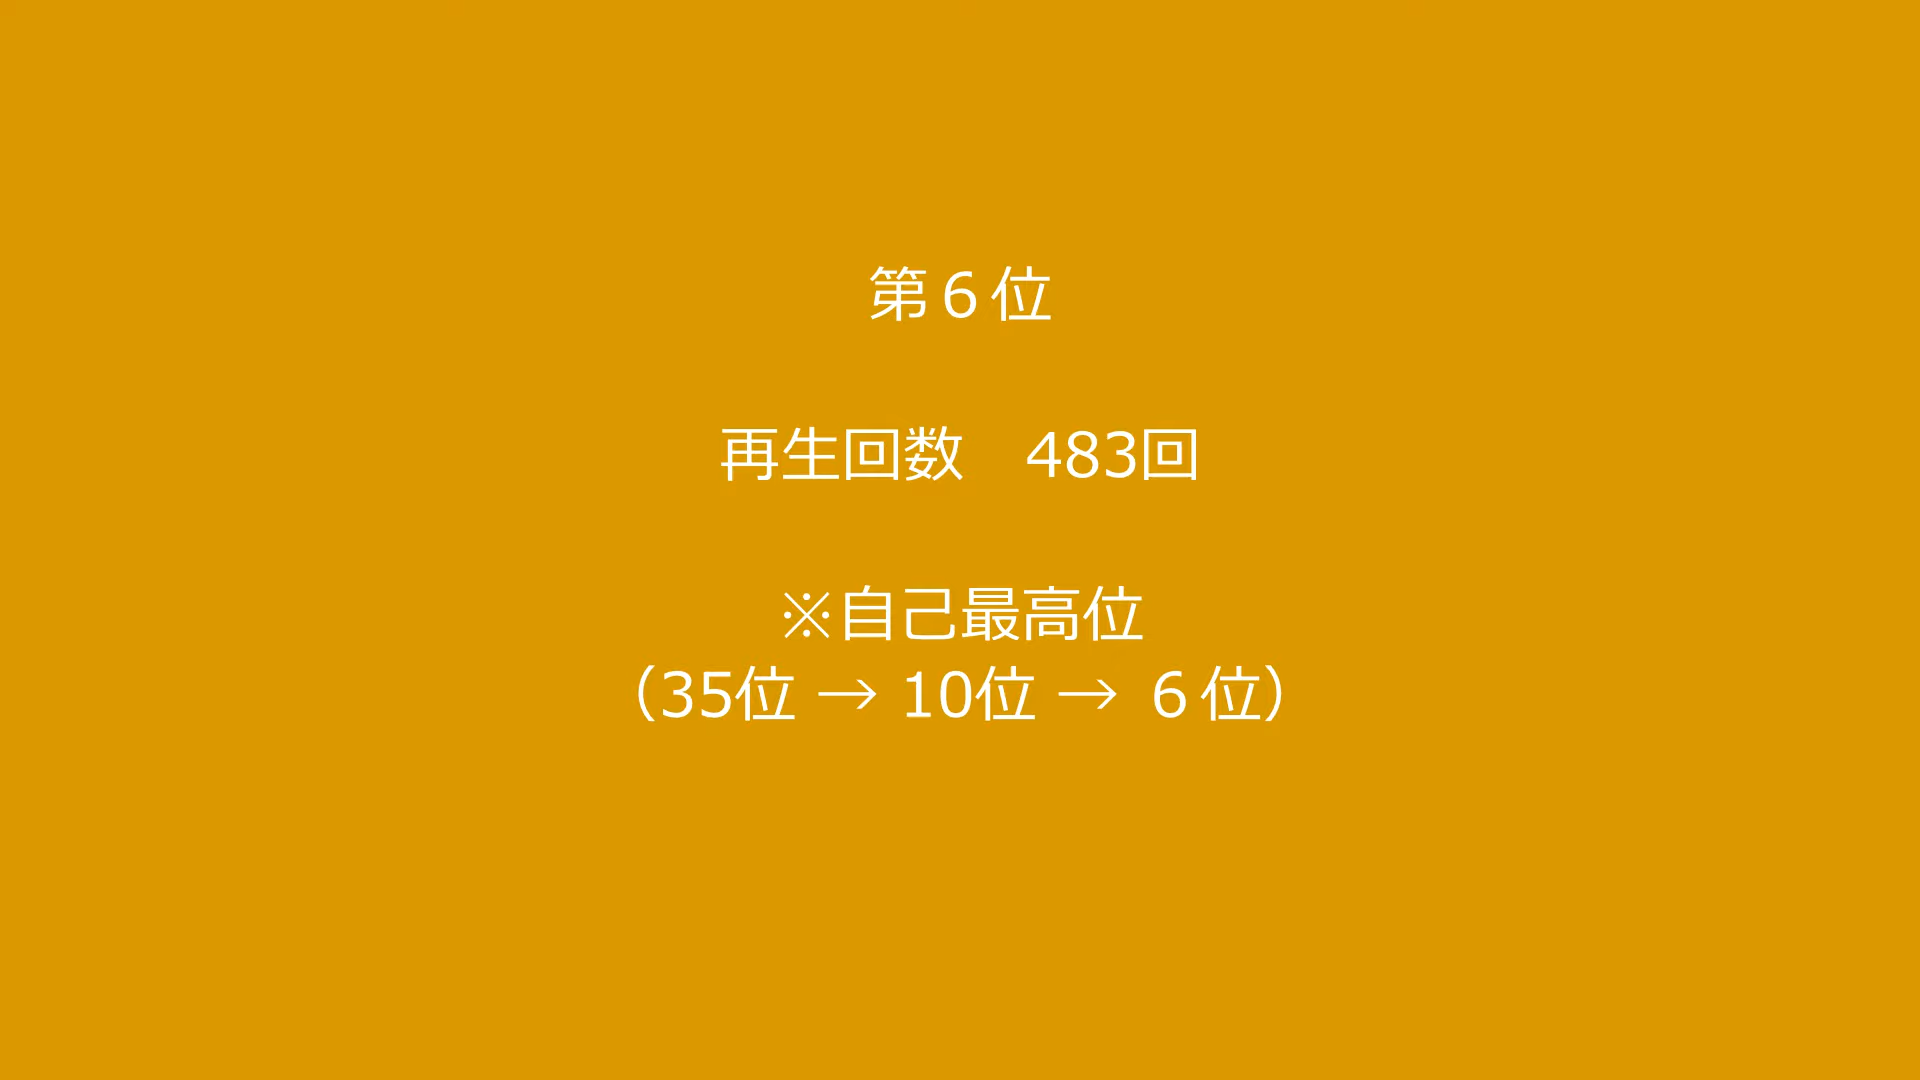 第６位
再生回数　483回
※自己最高位
（35位 → 10位 → ６位）